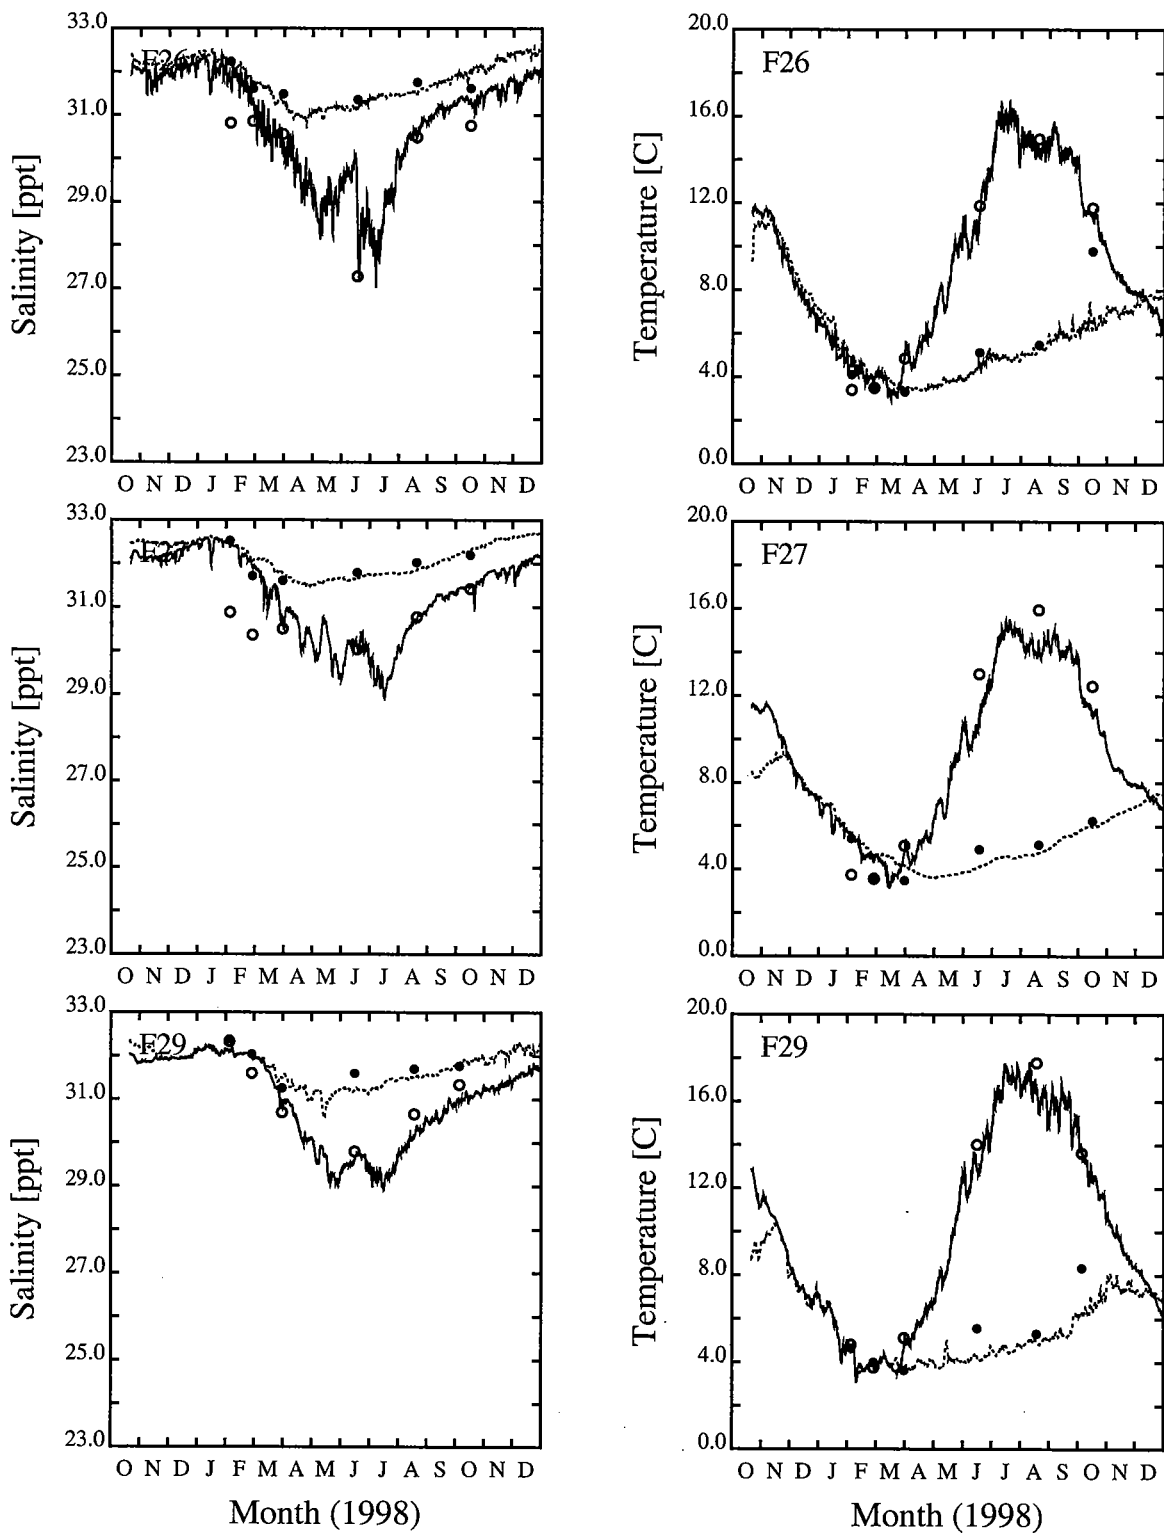 33.0
31.0
29.0
27.0
25.0
23.0
Salinity [ppt]
F26
O N D J F M A M J J A S O N D
20.0
16.0
12.0
8.0
4.0
0.0
Temperature [C]
F26
O N D J F M A M J J A S O N D
33.0
31.0
29.0
27.0
25.0
23.0
Salinity [ppt]
O N D J F M A M J J A S O N D
20.0
16.0
12.0
8.0
4.0
0.0
Temperature [C]
F27
O N D J F M A M J J A S O N D
33.0
31.0
29.0
27.0
25.0
23.0
Salinity [ppt]
F29
O N D J F M A M J J A S O N D
Month (1998)
20.0
16.0
12.0
8.0
4.0
0.0
Temperature [C]
F29
O N D J F M A M J J A S O N D
Month (1998)